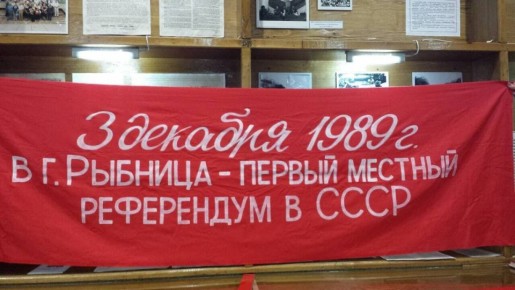 3 декабря 1989 г.
В Г. РЫБНИЦА - ПЕРВЫЙ МЕСТНЫЙ
РЕФЕРЕНДУМ В СССР